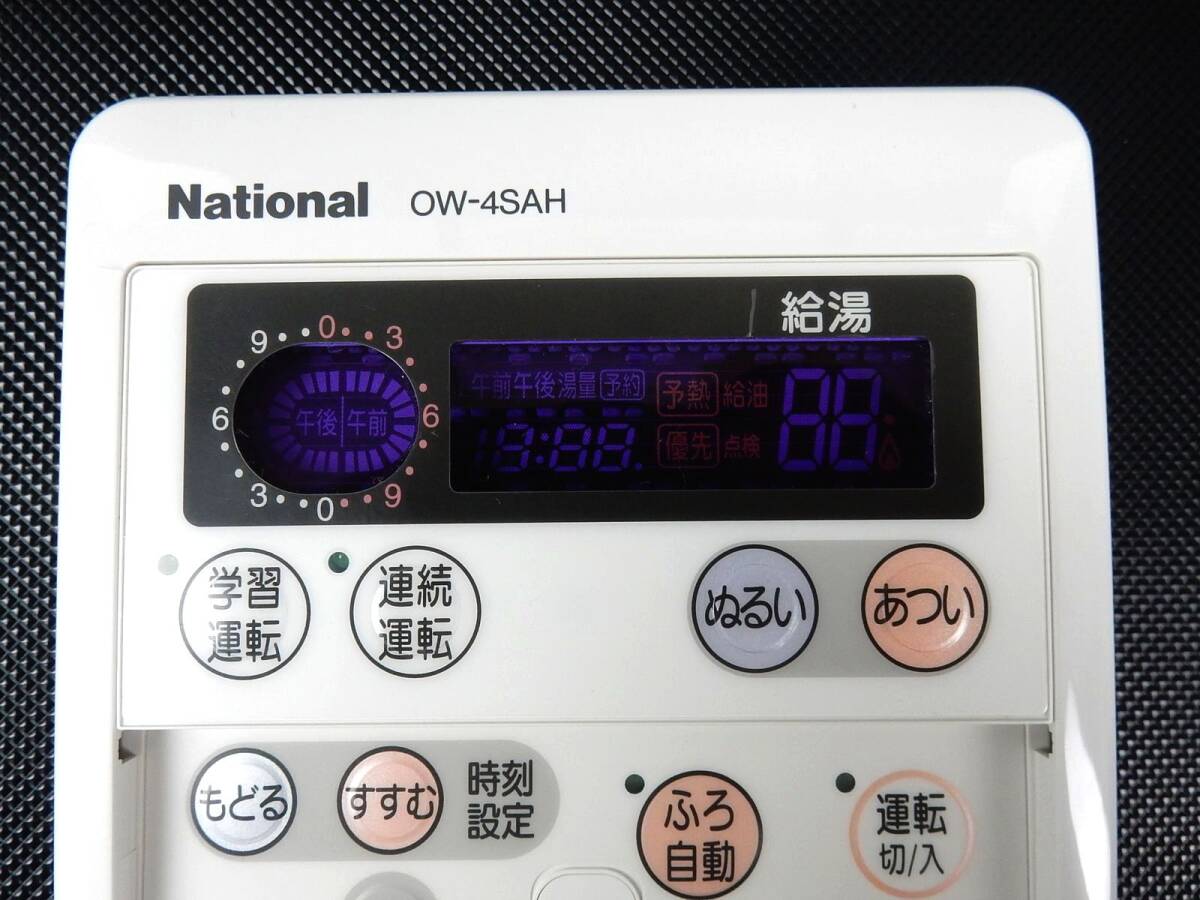 National OW-4SAH
給湯
9 0 3
6 午後 午前 6
3 0 9
午前 午後 湯量 予約 予熱 給油 88
優先 点検
学習
運転
連続
運転
ぬるい
あつい
もどる
すすむ
時刻
設定
ふろ
自動
運転
切/入